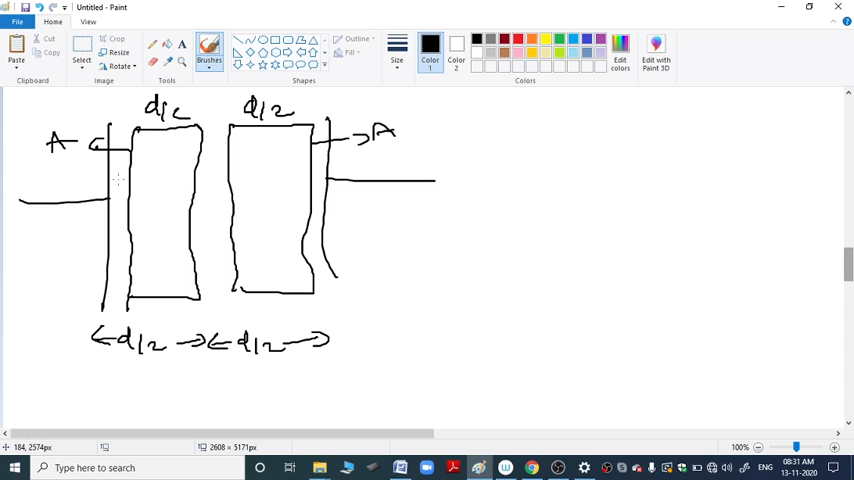 Untitled - Paint
File Home View
Paste
Cut
Copy
Clipboard
Select
Crop
Resize
Rotate
Image
Tools
Brushes
Shapes
Outline
Fill
Size
Color 1
Color 2
Colors
Edit colors
Edit with Paint 3D
d/2 d/2
A A
d/2 d/2
184, 2574px
2608 × 5171px
100%
Type here to search
ENG
08:31 AM
13-11-2020